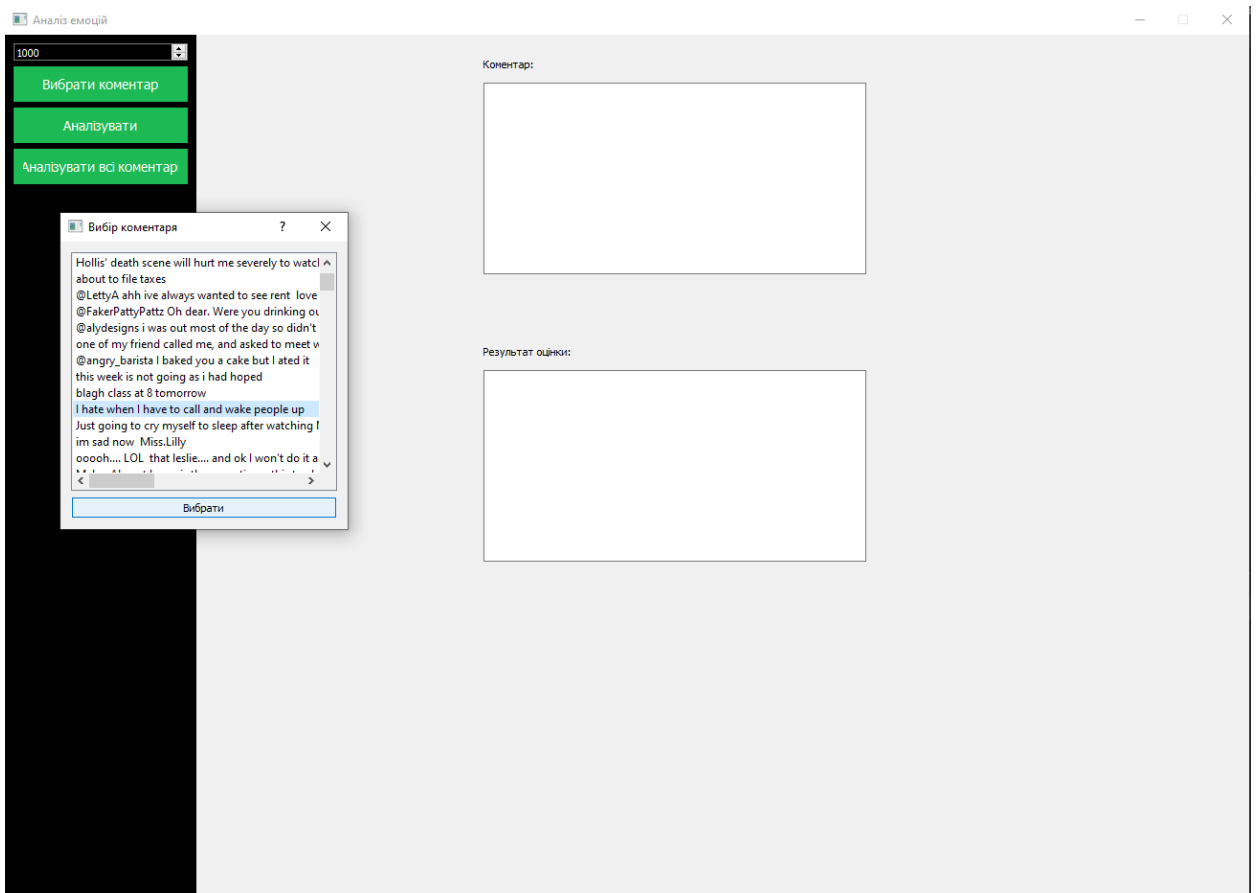 Аналіз емоцій
1000
Вибрати коментар
Аналізувати
Аналізувати всі коментар
Коментар:
Результат оцінки:
Вибір коментаря
?
Hollis' death scene will hurt me severely to watch
about to file taxes
@LettyA ahh ive always wanted to see rent love
@FakerPattyPattz Oh dear. Were you drinking ou
@alydesigns i was out most of the day so didn't
one of my friend called me, and asked to meet w
@angry_barista I baked you a cake but I ated it
this week is not going as i had hoped
blagh class at 8 tomorrow
I hate when I have to call and wake people up
Just going to cry myself to sleep after watching
im sad now Miss.Lilly
ooooh.... LOL that leslie.... and ok I won't do it a
Вибрати